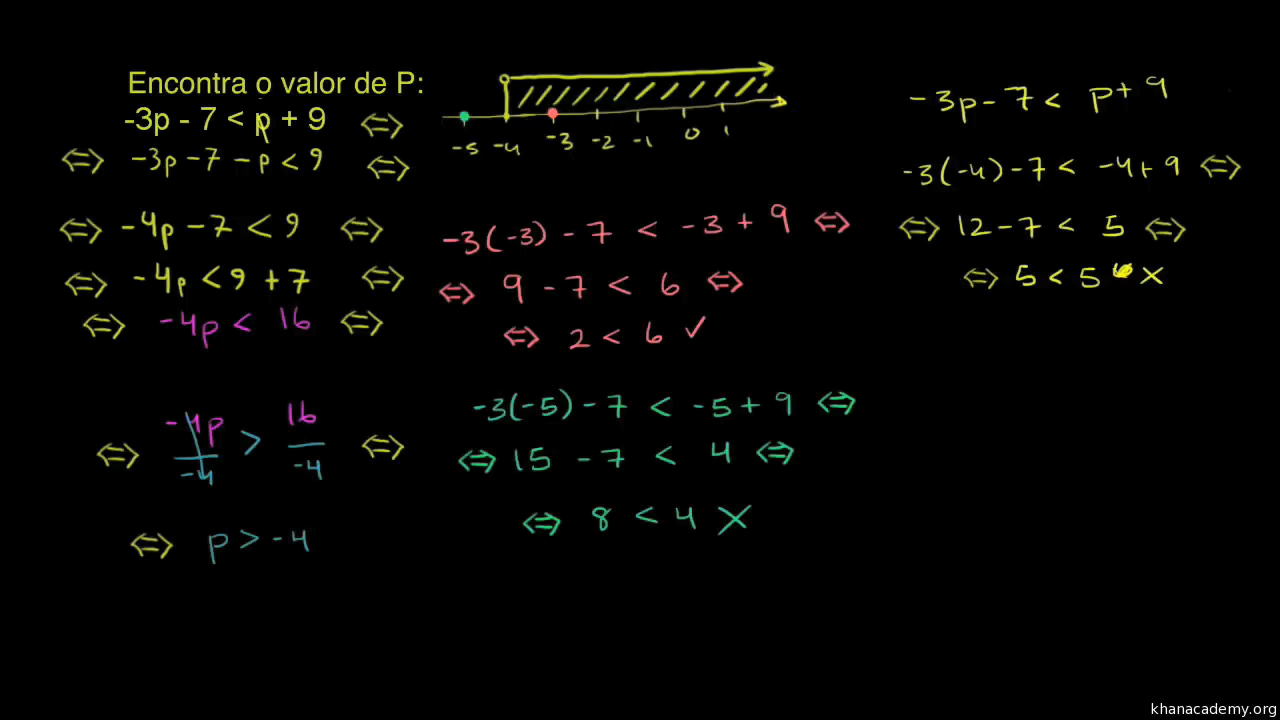 Encontra o valor de P:
-3p - 7 < p + 9 ⇔
⇔ -3p - 7 - p < 9 ⇔
⇔ -4p - 7 < 9 ⇔
⇔ -4p < 9 + 7 ⇔
⇔ -4p < 16 ⇔
⇔ -4p/-4 > 16/-4 ⇔
⇔ p > -4
-5 -4 -3 -2 -1 0 1
-3(-3) - 7 < -3 + 9 ⇔
⇔ 9 - 7 < 6 ⇔
⇔ 2 < 6 ✓
-3(-5) - 7 < -5 + 9 ⇔
⇔ 15 - 7 < 4 ⇔
⇔ 8 < 4 X
-3p - 7 < p + 9
-3(-4) - 7 < -4 + 9 ⇔
⇔ 12 - 7 < 5 ⇔
⇔ 5 < 5 X
khanacademy.org